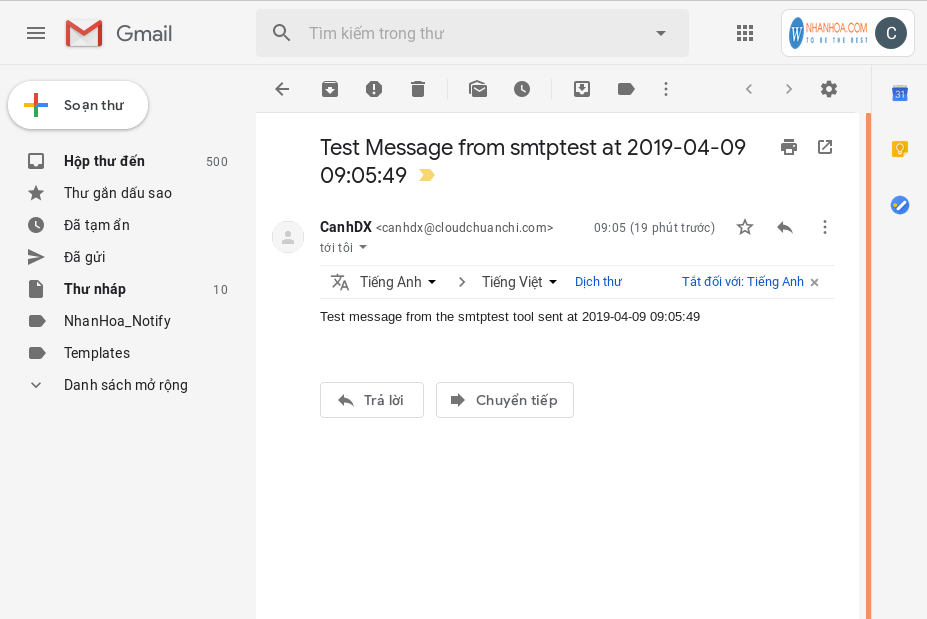 Gmail
Tìm kiếm trong thư
W NHANHOA.COM
TO BE THE BEST
C
Soạn thư
31
Hộp thư đến 500
Thư gắn dấu sao
Đã tạm ẩn
Đã gửi
Thư nháp 10
NhanHoa_Notify
Templates
Danh sách mở rộng
Test Message from smtptest at 2019-04-09
09:05:49
CanhDX <canhdx@cloudchuanchi.com> 09:05 (19 phút trước)
tới tôi
Tiếng Anh Tiếng Việt Dịch thư Tắt đối với: Tiếng Anh
Test message from the smtptest tool sent at 2019-04-09 09:05:49
Trả lời Chuyển tiếp